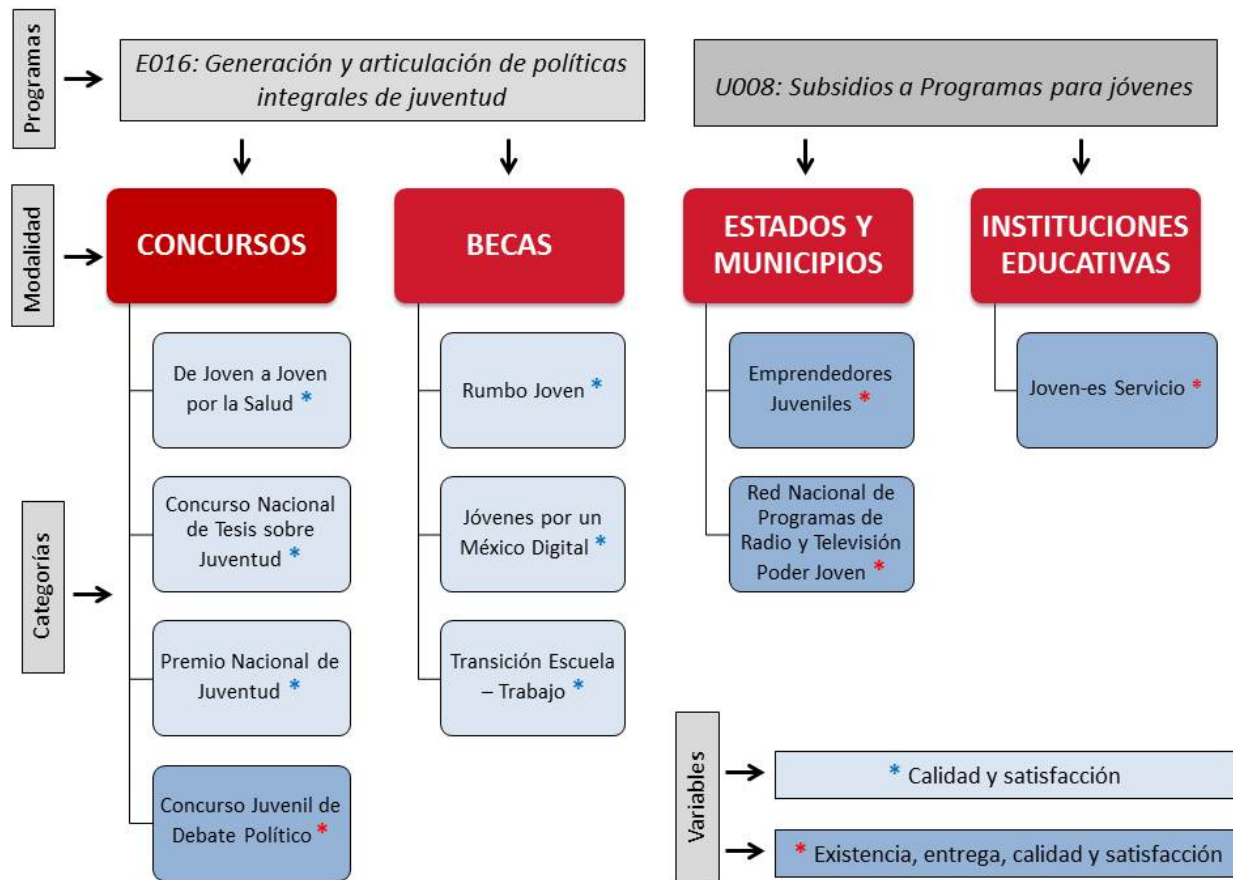 Programas
E016: Generación y articulación de políticas
integrales de juventud
U008: Subsidios a Programas para jóvenes
Modalidad
CONCURSOS
BECAS
ESTADOS Y
MUNICIPIOS
INSTITUCIONES
EDUCATIVAS
Categorías
De Joven a Joven
por la Salud *
Concurso Nacional
de Tesis sobre
Juventud *
Premio Nacional de
Juventud *
Concurso Juvenil de
Debate Político *
Rumbo Joven *
Jóvenes por un
México Digital *
Transición Escuela
– Trabajo *
Emprendedores
Juveniles *
Red Nacional de
Programas de
Radio y Televisión
Poder Joven *
Joven-es Servicio *
Variables
* Calidad y satisfacción
* Existencia, entrega, calidad y satisfacción